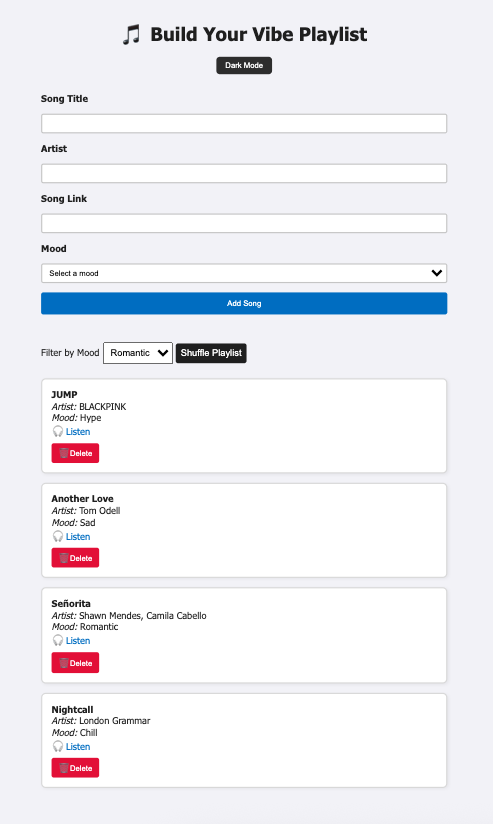 🎵 Build Your Vibe Playlist
Dark Mode
Song Title
Artist
Song Link
Mood
Select a mood
Add Song
Filter by Mood Romantic Shuffle Playlist
JUMP
Artist: BLACKPINK
Mood: Hype
🎧 Listen
🗑️Delete
Another Love
Artist: Tom Odell
Mood: Sad
🎧 Listen
🗑️Delete
Señorita
Artist: Shawn Mendes, Camila Cabello
Mood: Romantic
🎧 Listen
🗑️Delete
Nightcall
Artist: London Grammar
Mood: Chill
🎧 Listen
🗑️Delete